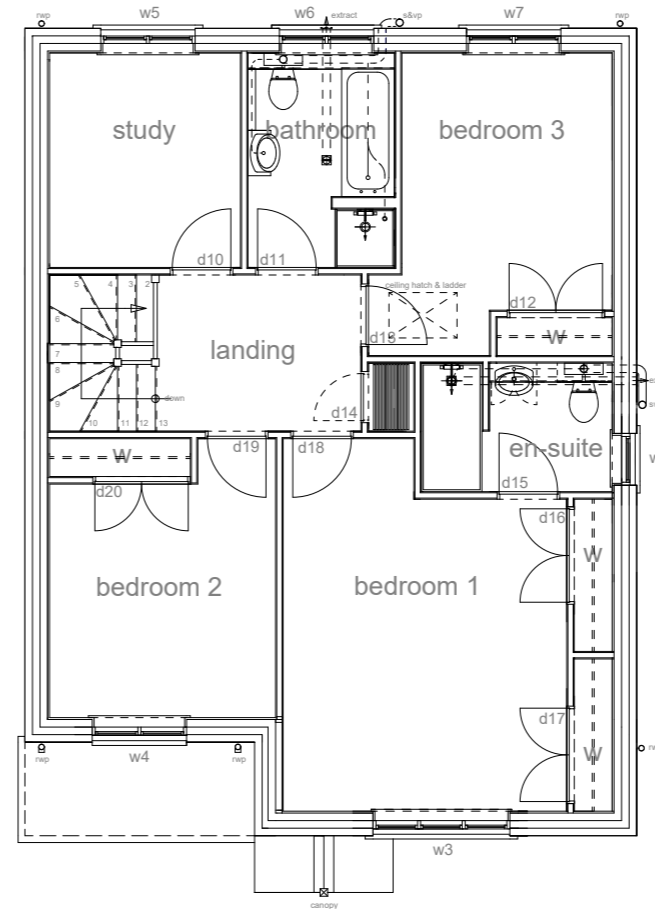 w5
w6
w7
rwp
extract
s&vp
rwp
study
bathroom
bedroom 3
d10
d11
d12
ceiling hatch & ladder
d13
W
5
4
3
2
6
7
8
9
10
11
12
13
down
landing
d14
en-suite
d15
d19
d18
W
d20
d16
W
bedroom 2
bedroom 1
d17
W
rwp
rwp
w4
w3
canopy